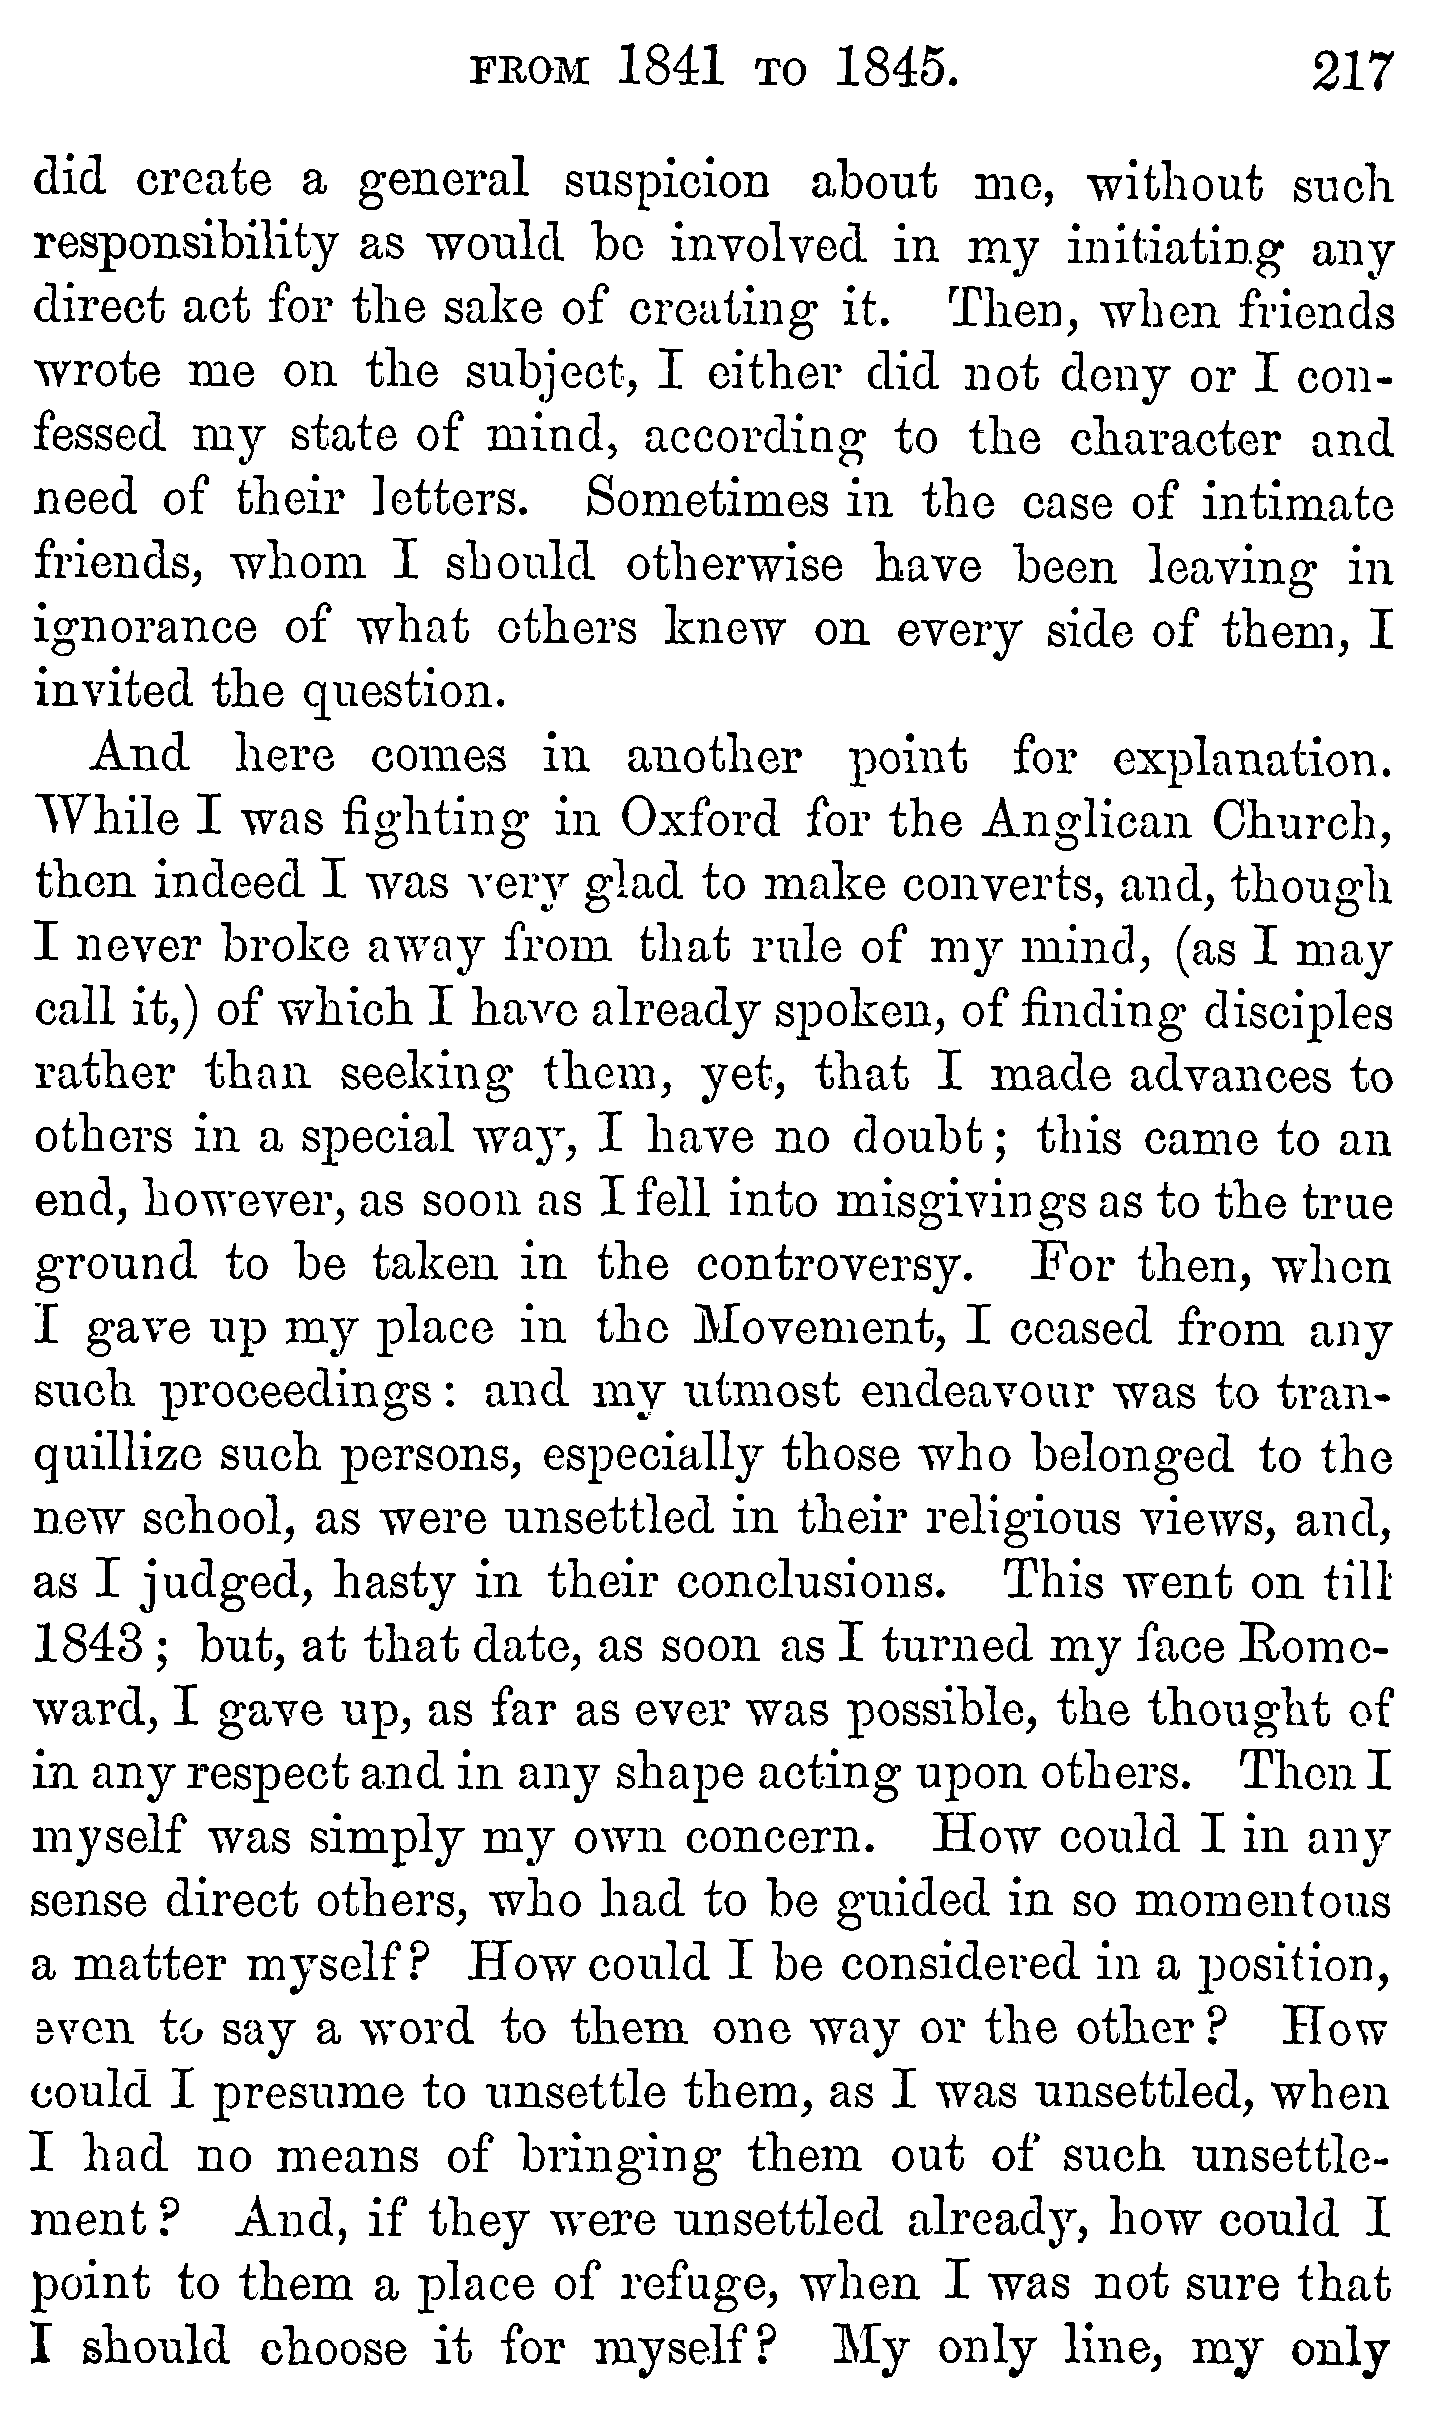 FROM 1841 TO 1845. 217
did create a general suspicion about me, without such
responsibility as would be involved in my initiating any
direct act for the sake of creating it. Then, when friends
wrote me on the subject, I either did not deny or I con-
fessed my state of mind, according to the character and
need of their letters. Sometimes in the case of intimate
friends, whom I should otherwise have been leaving in
ignorance of what others knew on every side of them, I
invited the question.
And here comes in another point for explanation.
While I was fighting in Oxford for the Anglican Church,
then indeed I was very glad to make converts, and, though
I never broke away from that rule of my mind, (as I may
call it,) of which I have already spoken, of finding disciples
rather than seeking them, yet, that I made advances to
others in a special way, I have no doubt; this came to an
end, however, as soon as I fell into misgivings as to the true
ground to be taken in the controversy. For then, when
I gave up my place in the Movement, I ceased from any
such proceedings: and my utmost endeavour was to tran-
quillize such persons, especially those who belonged to the
new school, as were unsettled in their religious views, and,
as I judged, hasty in their conclusions. This went on till
1843; but, at that date, as soon as I turned my face Rome-
ward, I gave up, as far as ever was possible, the thought of
in any respect and in any shape acting upon others. Then I
myself was simply my own concern. How could I in any
sense direct others, who had to be guided in so momentous
a matter myself? How could I be considered in a position,
even to say a word to them one way or the other? How
could I presume to unsettle them, as I was unsettled, when
I had no means of bringing them out of such unsettle-
ment? And, if they were unsettled already, how could I
point to them a place of refuge, when I was not sure that
I should choose it for myself? My only line, my only